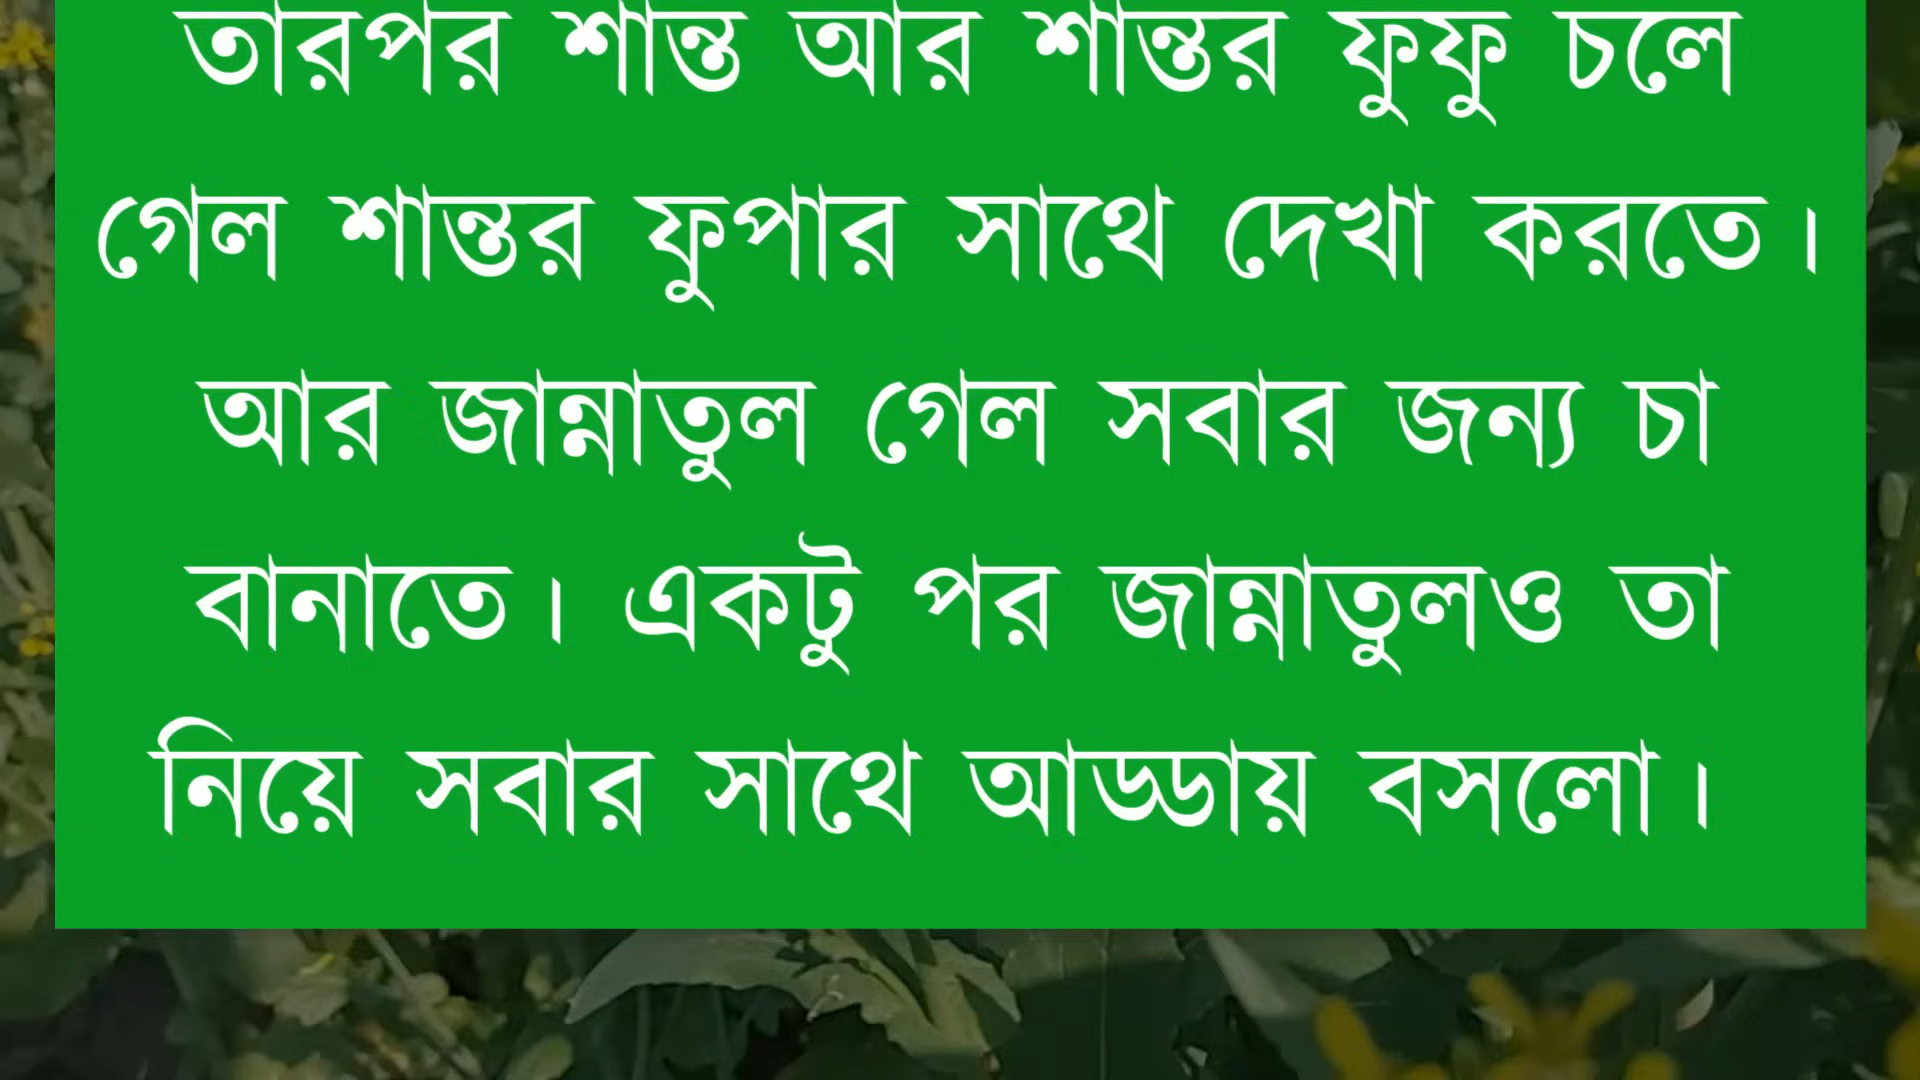 তারপর শান্ত আর শান্তর ফুফু চলে
গেল শান্তর ফুপার সাথে দেখা করতে।
আর জান্নাতুল গেল সবার জন্য চা
বানাতে। একটু পর জান্নাতুলও তা
নিয়ে সবার সাথে আড্ডায় বসলো।